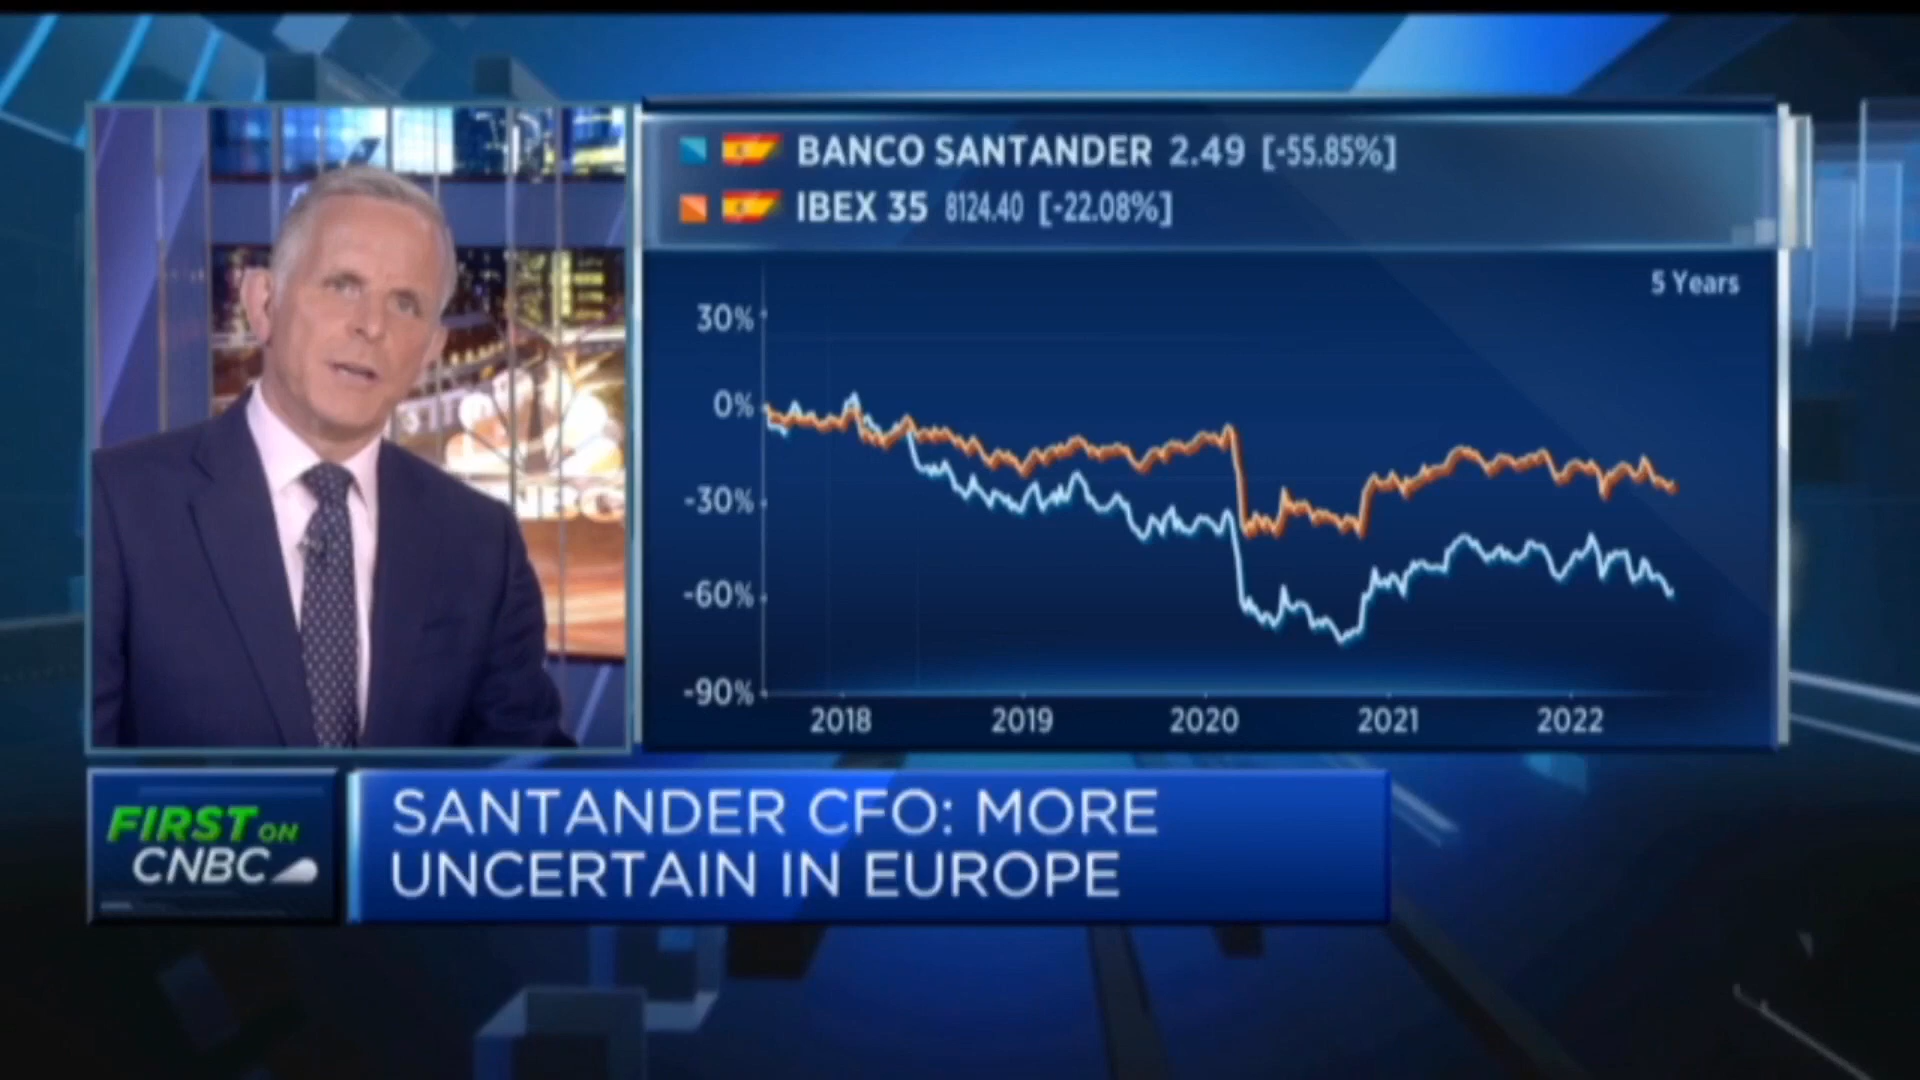 BANCO SANTANDER 2.49 [-55.85%]
IBEX 35 8124.40 [-22.08%]
5 Years
30%
0%
-30%
-60%
-90%
2018 2019 2020 2021 2022
NBC
FIRST ON
CNBC
SANTANDER CFO: MORE
UNCERTAIN IN EUROPE